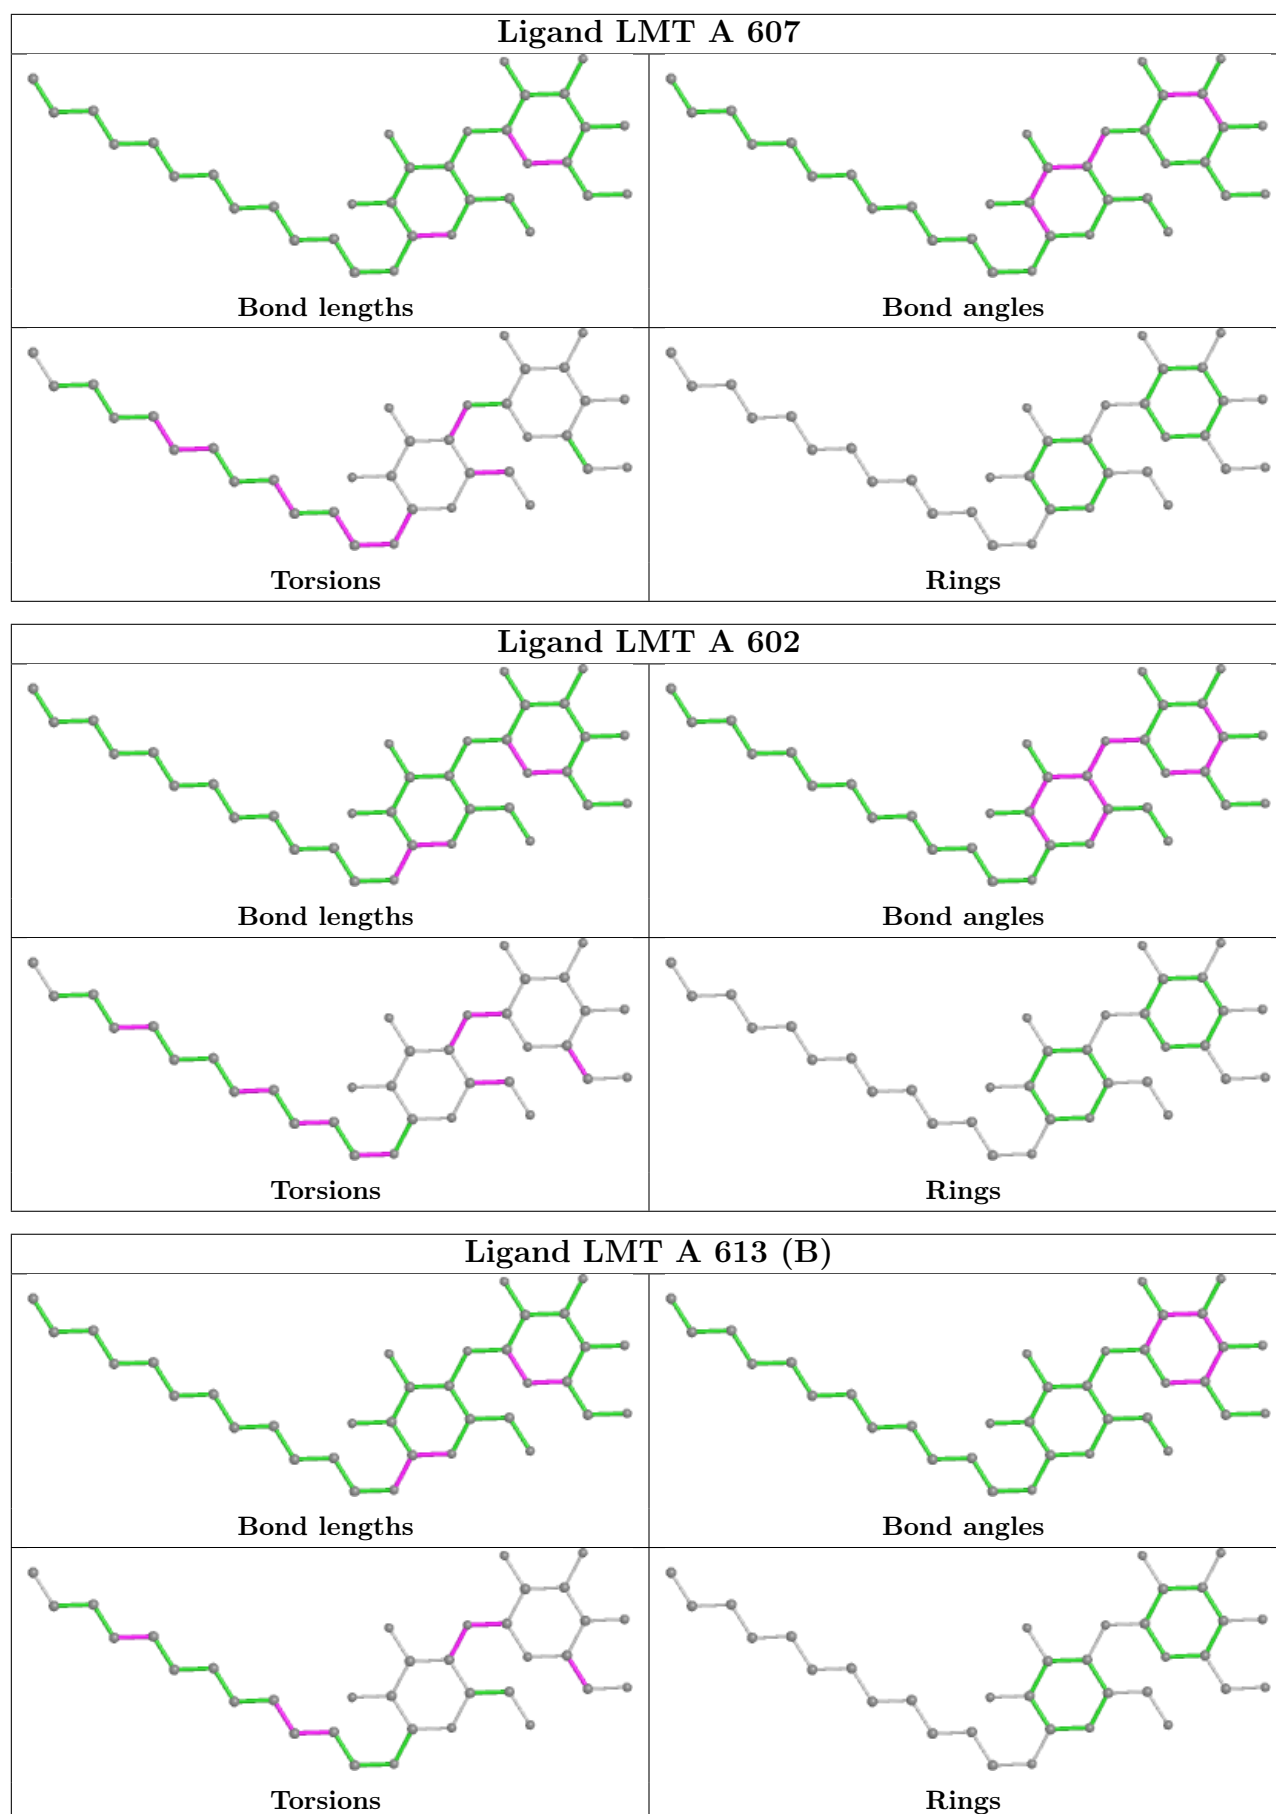 Ligand LMT A 607
Bond lengths
Bond angles
Torsions
Rings
Ligand LMT A 602
Bond lengths
Bond angles
Torsions
Rings
Ligand LMT A 613 (B)
Bond lengths
Bond angles
Torsions
Rings